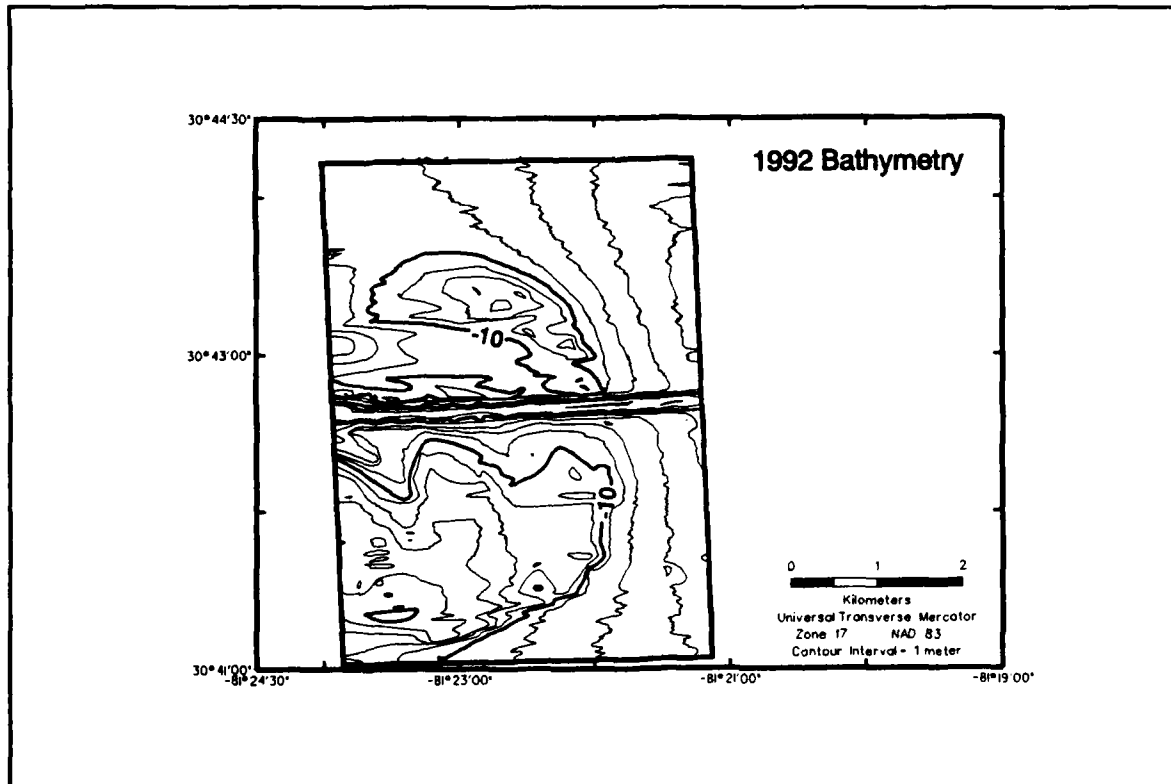 30°44'30"
1992 Bathymetry
-10
30°43'00"
-10
0 1 2
Kilometers
Universal Transverse Mercator
Zone 17 NAD 83
Contour Interval - 1 meter
30°41'00"
-81°24'30" -81°23'00" -81°21'00" -81°19'00"